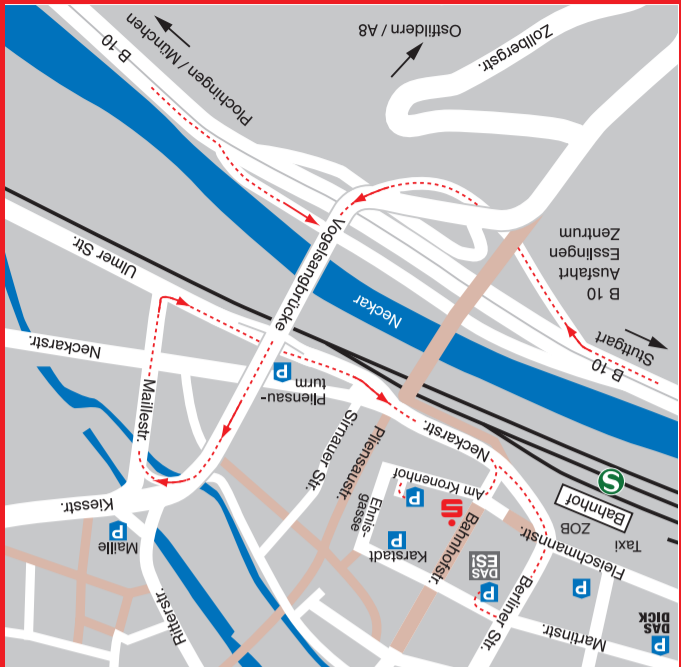 DAS
DICK
P
Martinstr.
P
Berliner Str.
DAS
ES!
P
Taxi
ZOB
Fleischmannstr.
Bahnhof
S
Bahnhofstr.
Karstadt
P
S
Am Kronenhof
P
Ehnis-
gasse
Ritterstr.
Maille
P
Kiesstr.
Sirnauer Str.
Pliensaustr.
Neckarstr.
Pliensau-
turm
P
Maillestr.
Neckarstr.
Ulmer Str.
B 10
Stuttgart
Neckar
Vogelsangbrücke
B 10
Ausfahrt
Esslingen
Zentrum
Zollbergstr.
Ostfildern / A8
Plochingen / München
B 10